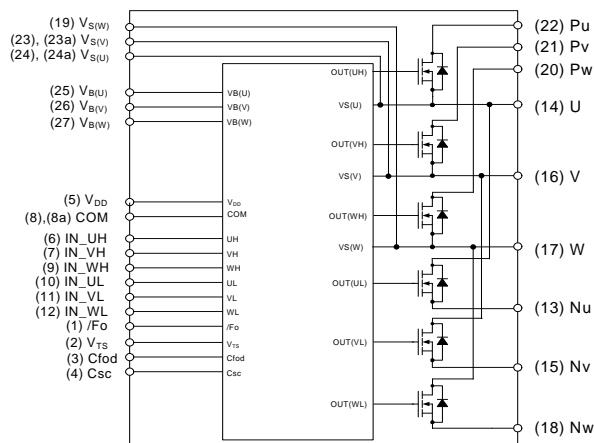 (19) VS(W)
(23), (23a) VS(V)
(24), (24a) VS(U)
(25) VB(U)
(26) VB(V)
(27) VB(W)
(5) VDD
(8),(8a) COM
(6) IN_UH
(7) IN_VH
(9) IN_WH
(10) IN_UL
(11) IN_VL
(12) IN_WL
(1) /Fo
(2) VTS
(3) Cfod
(4) Csc
VB(U)
VB(V)
VB(W)
VDD
COM
UH
VH
WH
UL
VL
WL
/Fo
VTS
Cfod
Csc
OUT(UH)
VS(U)
OUT(VH)
VS(V)
OUT(WH)
VS(W)
OUT(UL)
OUT(VL)
OUT(WL)
(22) Pu
(21) Pv
(20) Pw
(14) U
(16) V
(17) W
(13) Nu
(15) Nv
(18) Nw